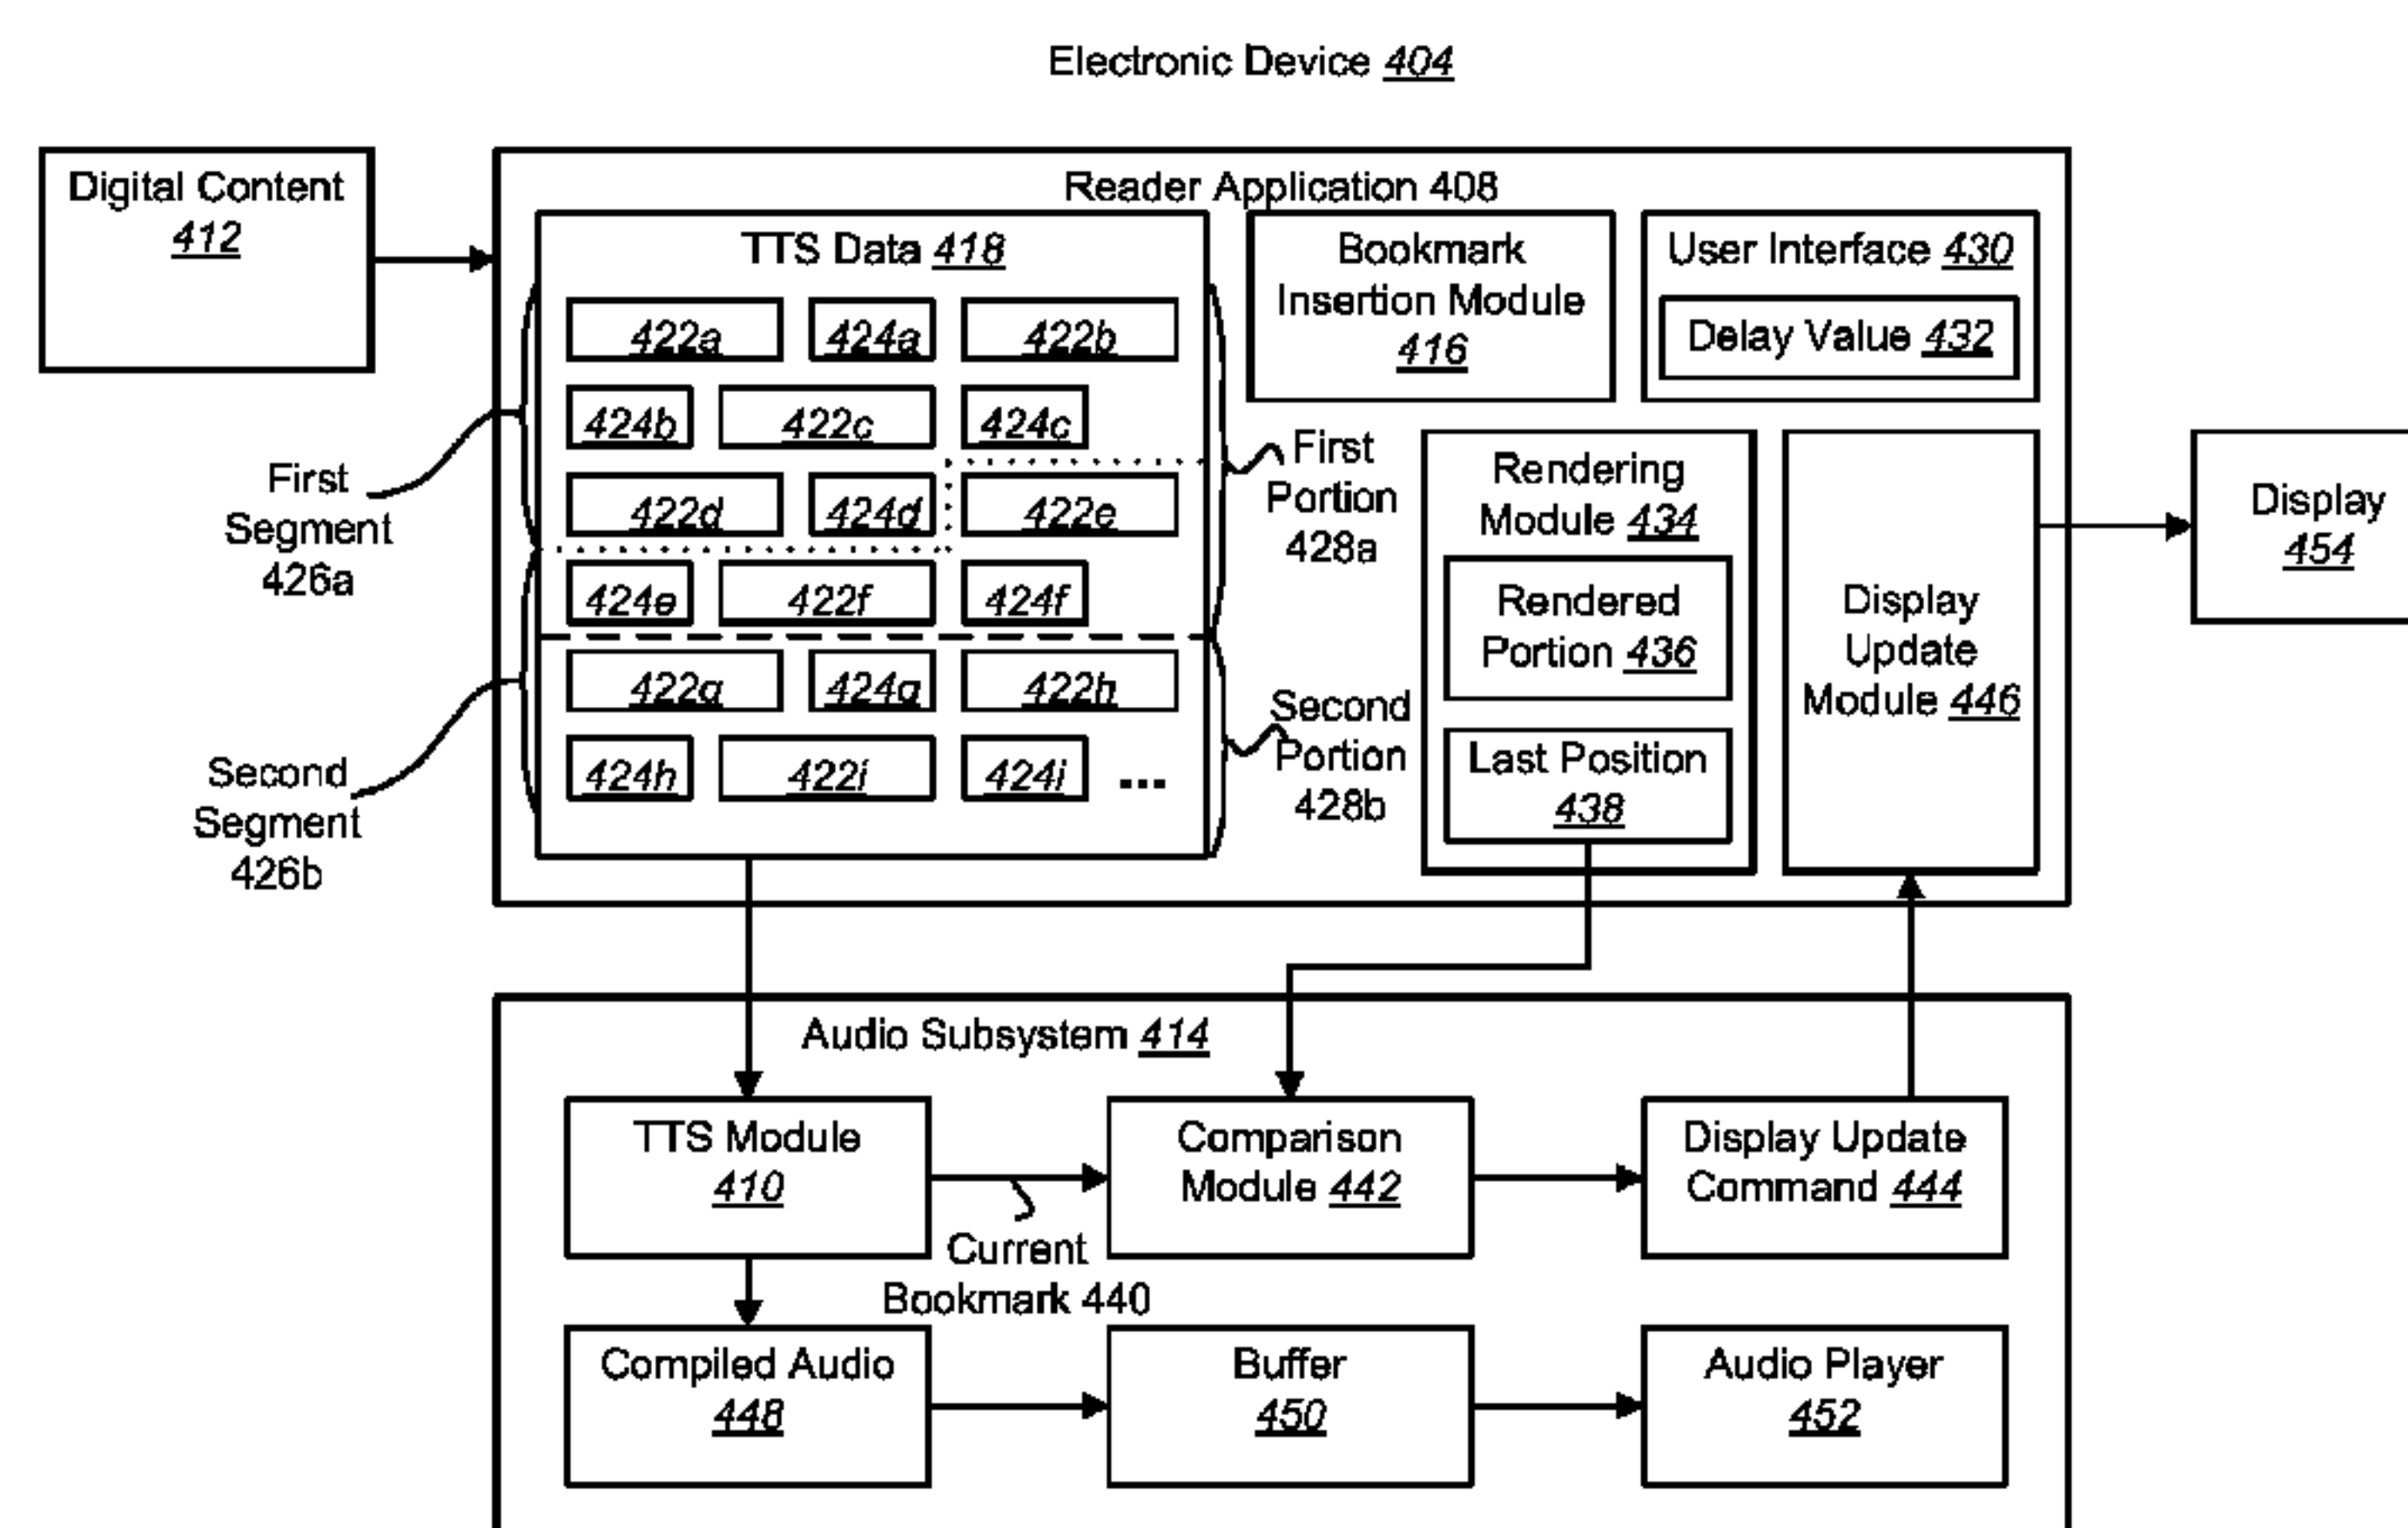 Electronic Device 404
Digital Content
412
Reader Application 408
TTS Data 418
422a 424a 422b
424b 422c 424c
422d 424d 422e
424e 422f 424f
422g 424g 422h
424h 422i 424i ...
First
Segment
426a
Second
Segment
426b
First
Portion
428a
Second
Portion
428b
Bookmark
Insertion Module
416
User Interface 430
Delay Value 432
Rendering
Module 434
Rendered
Portion 436
Last Position
438
Display
Update
Module 446
Display
454
Audio Subsystem 414
TTS Module
410
Current
Bookmark 440
Comparison
Module 442
Display Update
Command 444
Compiled Audio
448
Buffer
450
Audio Player
452